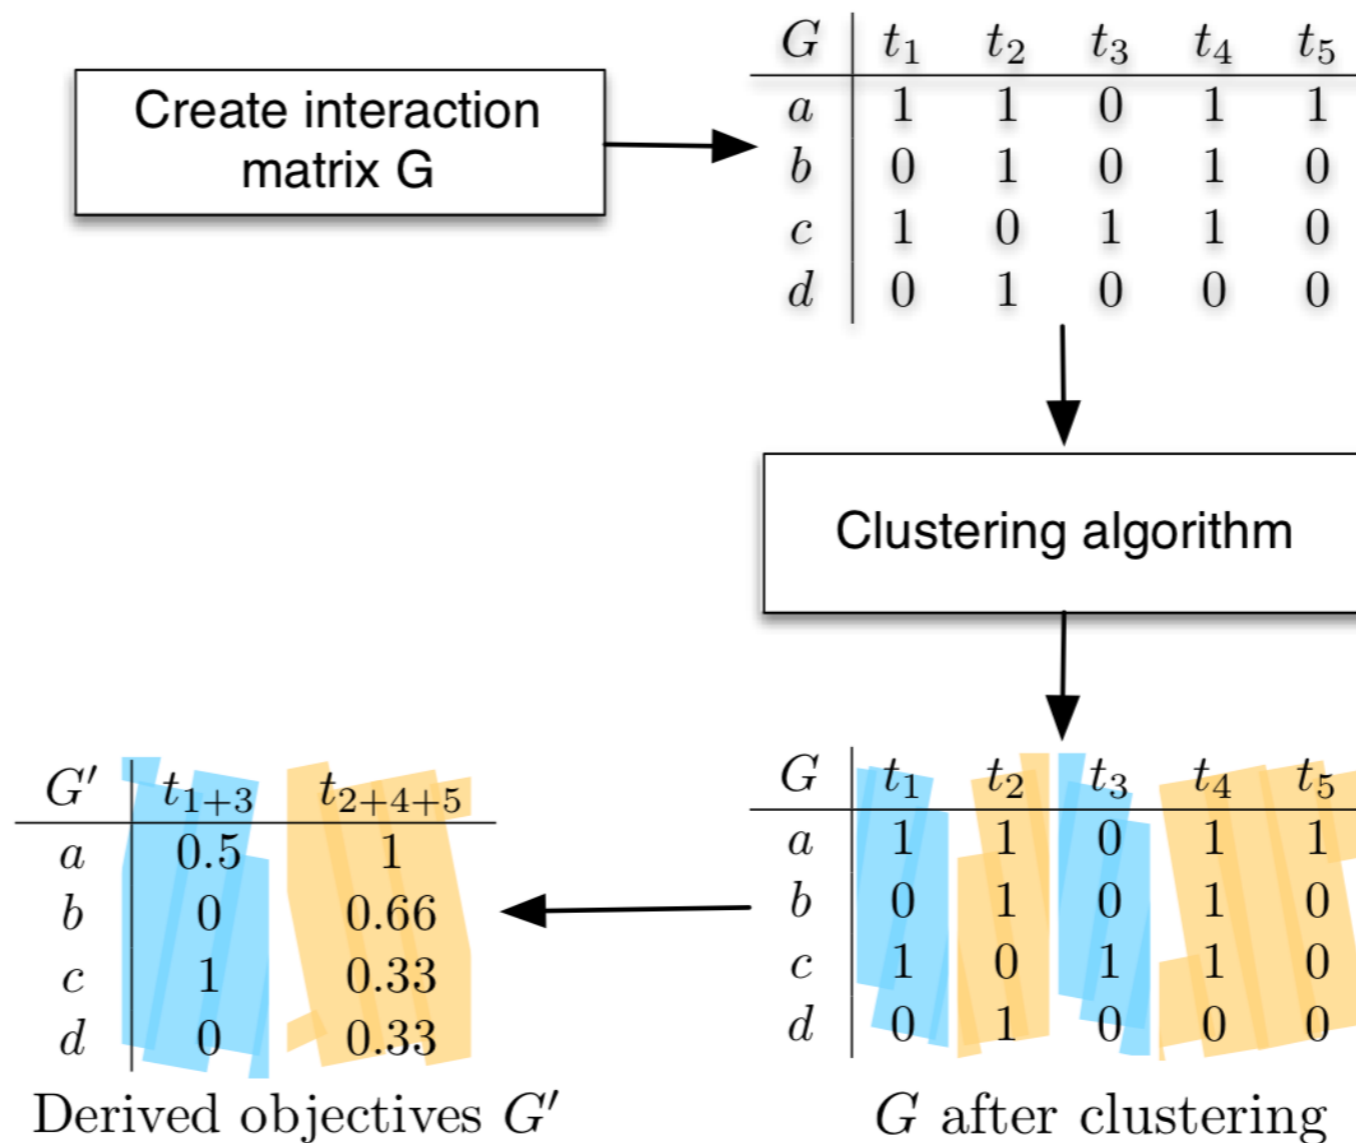 Create interaction
matrix G
G t₁ t₂ t₃ t₄ t₅
a 1 1 0 1 1
b 0 1 0 1 0
c 1 0 1 1 0
d 0 1 0 0 0
Clustering algorithm
G′ t₁₊₃ t₂₊₄₊₅
a 0.5 1
b 0 0.66
c 1 0.33
d 0 0.33
Derived objectives G′
G t₁ t₂ t₃ t₄ t₅
a 1 1 0 1 1
b 0 1 0 1 0
c 1 0 1 1 0
d 0 1 0 0 0
G after clustering